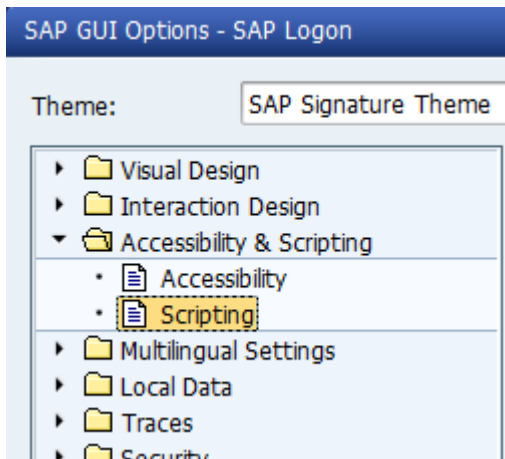 SAP GUI Options - SAP Logon
Theme: SAP Signature Theme
Visual Design
Interaction Design
Accessibility & Scripting
Accessibility
Scripting
Multilingual Settings
Local Data
Traces
Security